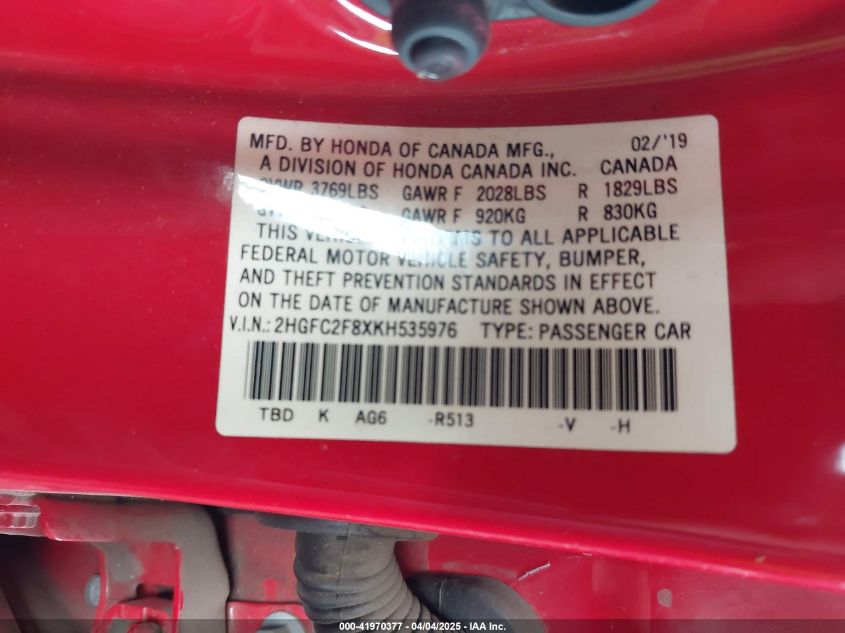 MFD. BY HONDA OF CANADA MFG., 02/'19
A DIVISION OF HONDA CANADA INC. CANADA
GVWR 3769LBS GAWR F 2028LBS R 1829LBS
GAWR F 920KG R 830KG
THIS TO ALL APPLICABLE
FEDERAL MOTOR VEHICLE SAFETY, BUMPER,
AND THEFT PREVENTION STANDARDS IN EFFECT
ON THE DATE OF MANUFACTURE SHOWN ABOVE.
V.I.N.: 2HGFC2F8XKH535976 TYPE: PASSENGER CAR
TBD K AG6 -R513 -V -H
000-41970377 - 04/04/2025 - IAA Inc.